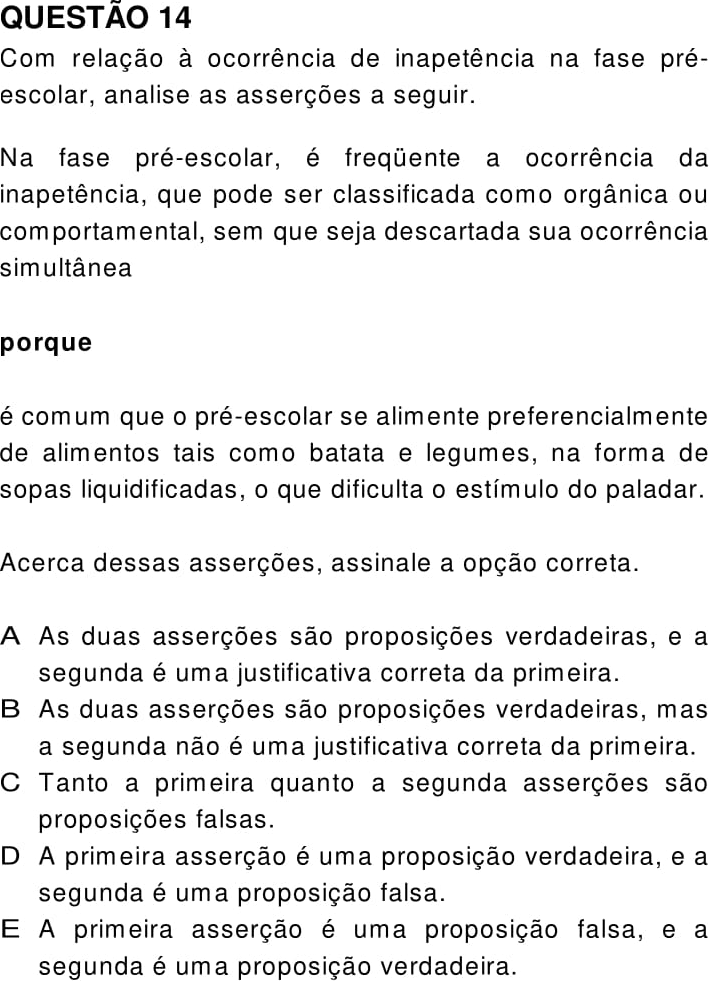 QUESTÃO 14
Com relação à ocorrência de inapetência na fase pré-
escolar, analise as asserções a seguir.
Na fase pré-escolar, é freqüente a ocorrência da
inapetência, que pode ser classificada como orgânica ou
comportamental, sem que seja descartada sua ocorrência
simultânea
porque
é comum que o pré-escolar se alimente preferencialmente
de alimentos tais como batata e legumes, na forma de
sopas liquidificadas, o que dificulta o estímulo do paladar.
Acerca dessas asserções, assinale a opção correta.
A As duas asserções são proposições verdadeiras, e a
segunda é uma justificativa correta da primeira.
B As duas asserções são proposições verdadeiras, mas
a segunda não é uma justificativa correta da primeira.
C Tanto a primeira quanto a segunda asserções são
proposições falsas.
D A primeira asserção é uma proposição verdadeira, e a
segunda é uma proposição falsa.
E A primeira asserção é uma proposição falsa, e a
segunda é uma proposição verdadeira.